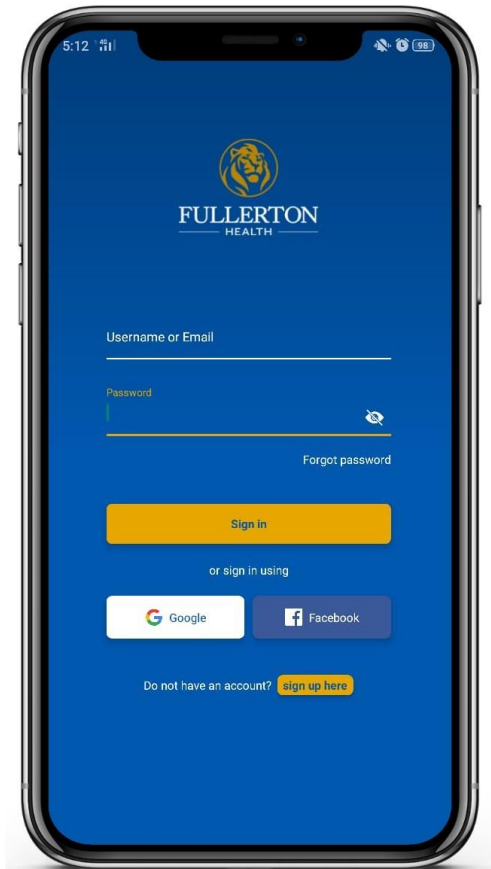 5:12 4G 98
FULLERTON
HEALTH
Username or Email
Password
Forgot password
Sign in
or sign in using
Google Facebook
Do not have an account? sign up here